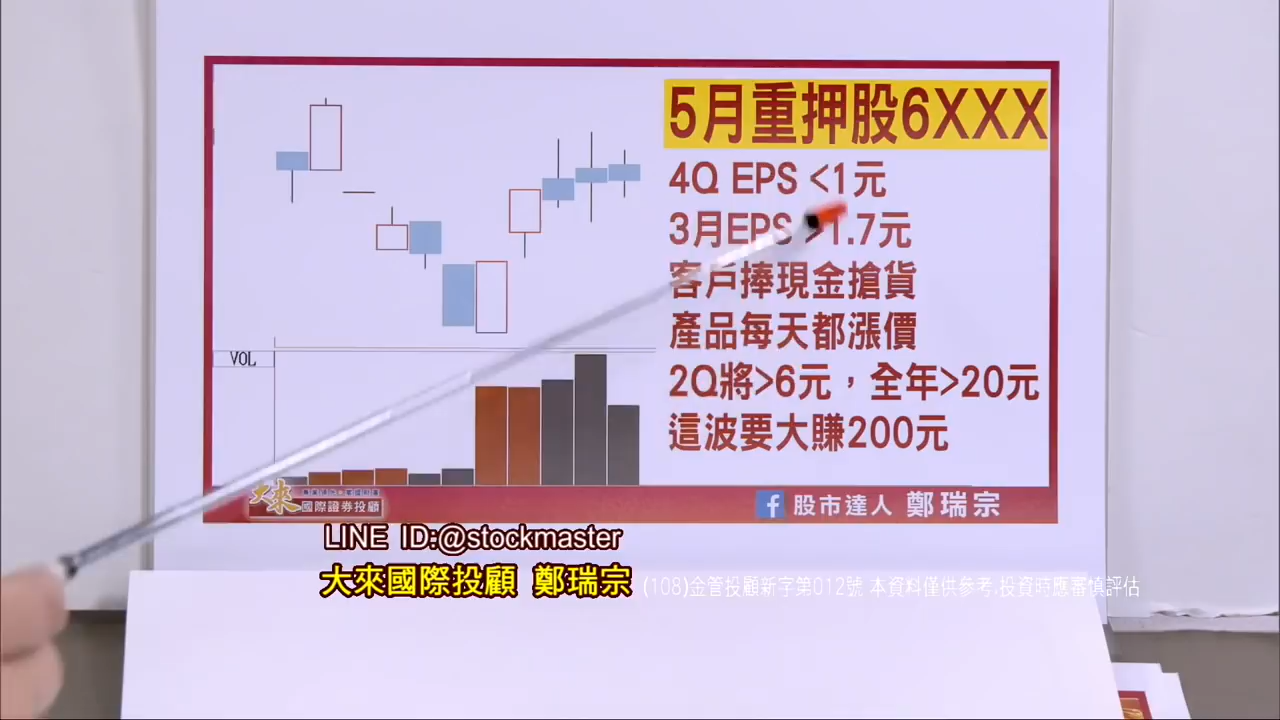 5月重押股6XXX
4Q EPS <1元
3月EPS >1.7元
客戶捧現金搶貨
產品每天都漲價
2Q將>6元，全年>20元
這波要大賺200元
VOL
大來
國際證券投顧
f 股市達人 鄭瑞宗
LINE ID:@stockmaster
大來國際投顧 鄭瑞宗
(108)金管投顧新字第012號 本資料僅供參考,投資時應審慎評估